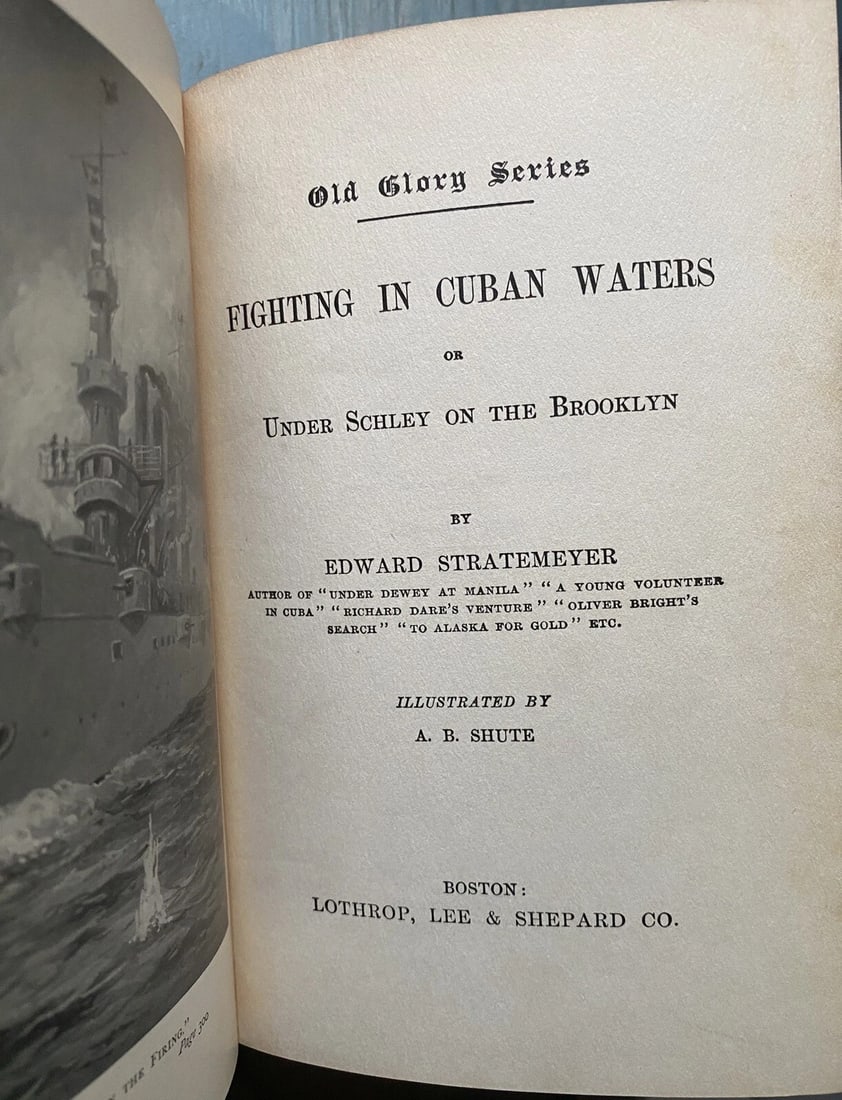 Old Glory Series
FIGHTING IN CUBAN WATERS
OR
UNDER SCHLEY ON THE BROOKLYN
BY
EDWARD STRATEMEYER
AUTHOR OF "UNDER DEWEY AT MANILA" "A YOUNG VOLUNTEER
IN CUBA" "RICHARD DARE'S VENTURE" "OLIVER BRIGHT'S
SEARCH" "TO ALASKA FOR GOLD" ETC.
ILLUSTRATED BY
A. B. SHUTE
BOSTON:
LOTHROP, LEE & SHEPARD CO.
THE FIRING."
Page 300